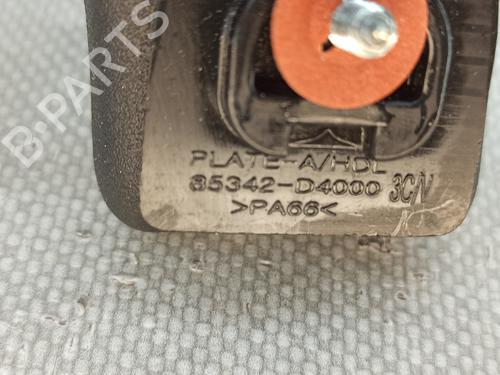 B-PARTS
PLATE-A/HDL
85342-D4000 3C/V
>PA66<